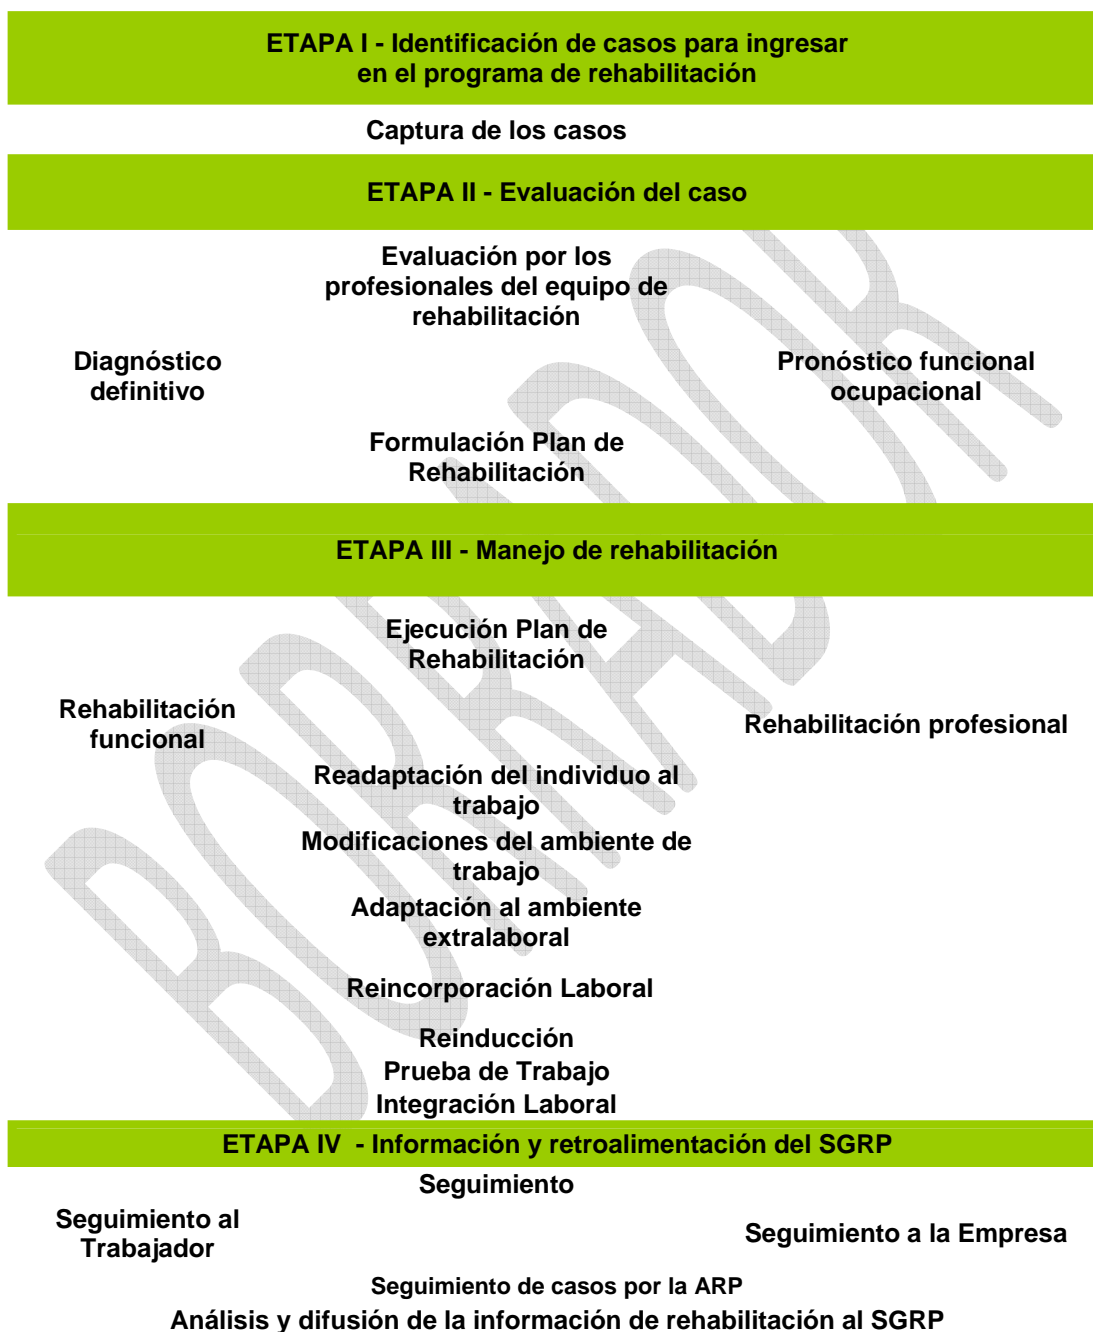 ETAPA I - Identificación de casos para ingresar
en el programa de rehabilitación
Captura de los casos
ETAPA II - Evaluación del caso
Evaluación por los
profesionales del equipo de
rehabilitación
Diagnóstico
definitivo
Pronóstico funcional
ocupacional
Formulación Plan de
Rehabilitación
ETAPA III - Manejo de rehabilitación
Ejecución Plan de
Rehabilitación
Rehabilitación
funcional
Rehabilitación profesional
Readaptación del individuo al
trabajo
Modificaciones del ambiente de
trabajo
Adaptación al ambiente
extralaboral
Reincorporación Laboral
Reinducción
Prueba de Trabajo
Integración Laboral
ETAPA IV - Información y retroalimentación del SGRP
Seguimiento
Seguimiento al
Trabajador
Seguimiento a la Empresa
Seguimiento de casos por la ARP
Análisis y difusión de la información de rehabilitación al SGRP
BORRADOR